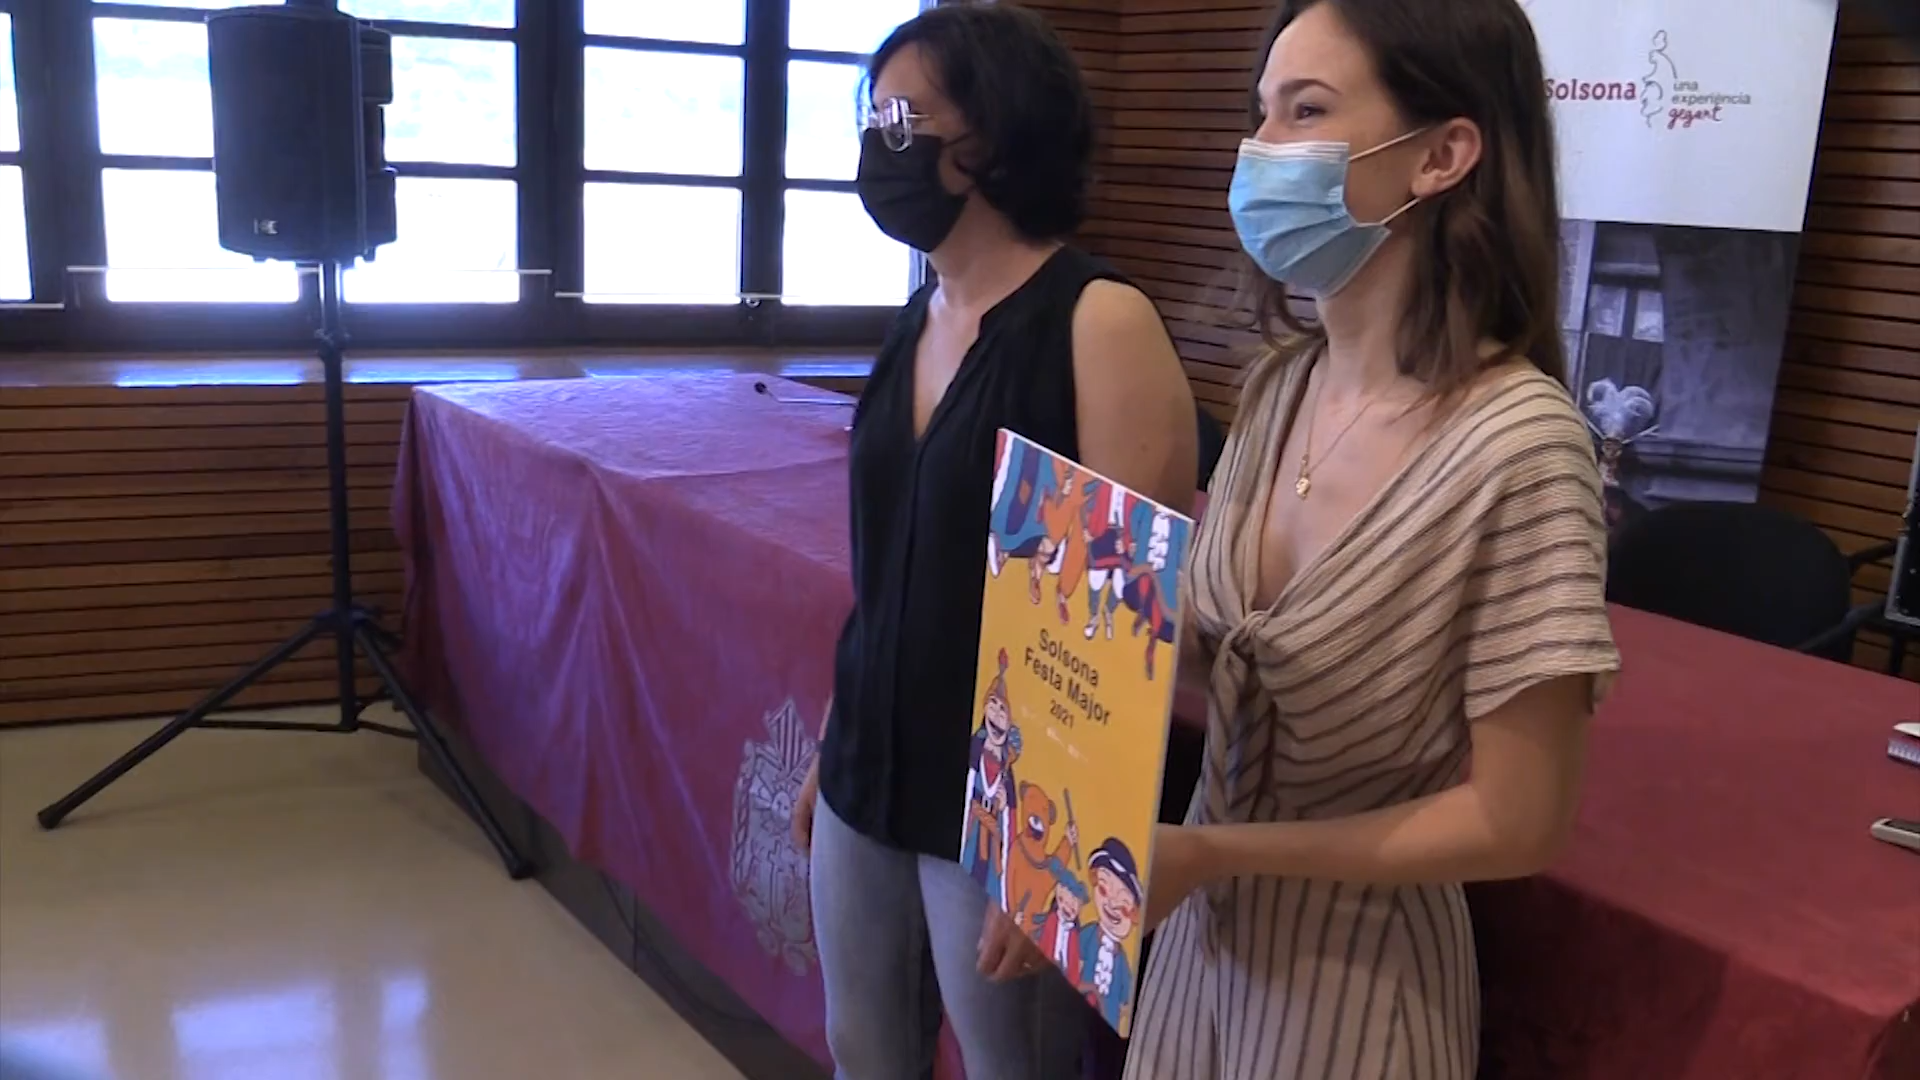 Solsona
una
experiència
gegant
Solsona
Festa Major
2021